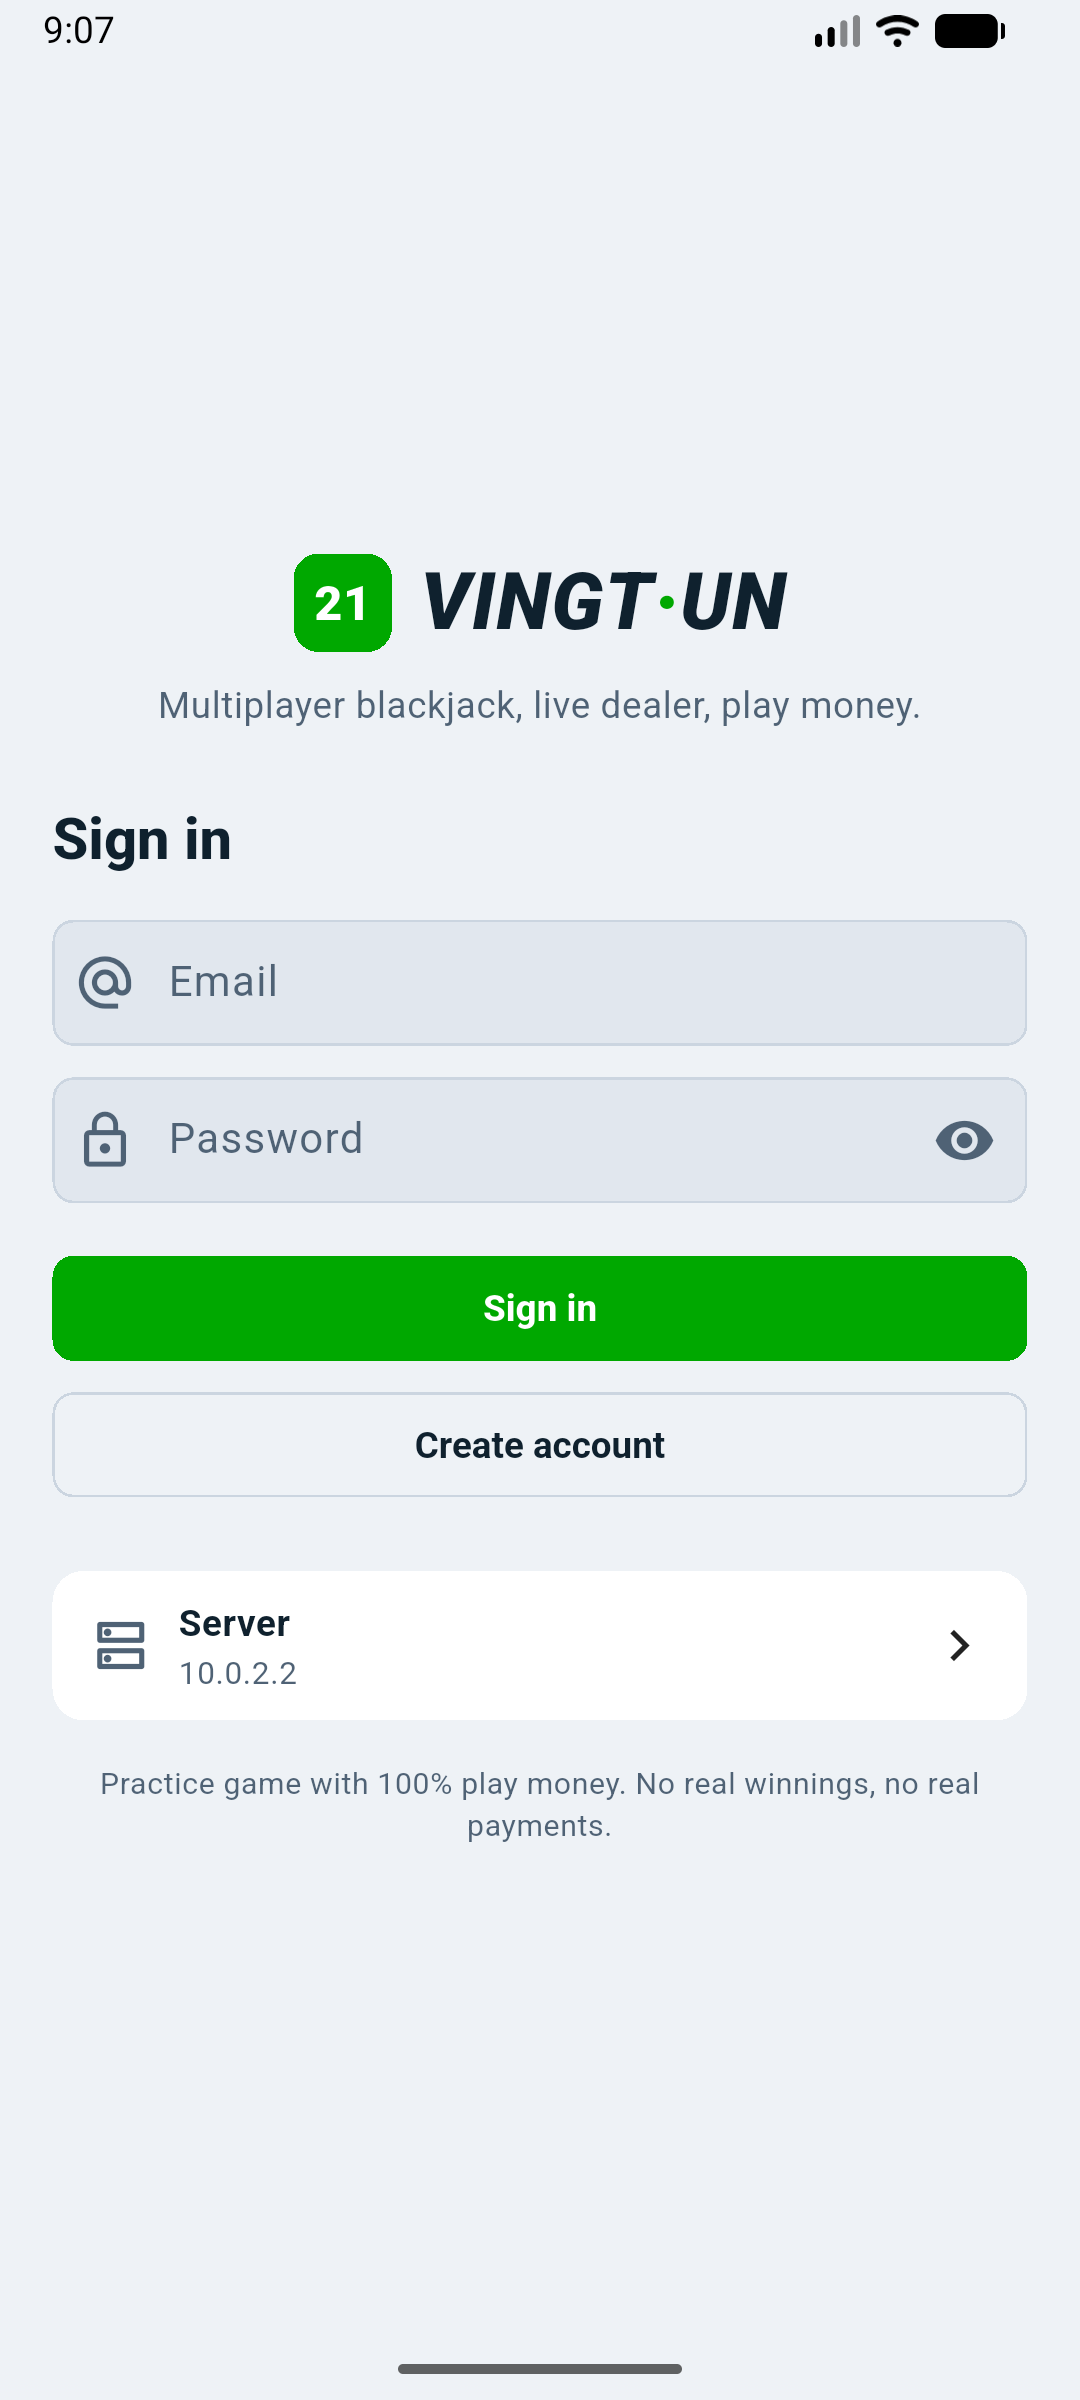 9:07
21
VINGT·UN
Multiplayer blackjack, live dealer, play money.
Sign in
Email
Password
Sign in
Create account
Server
10.0.2.2
Practice game with 100% play money. No real winnings, no real
payments.